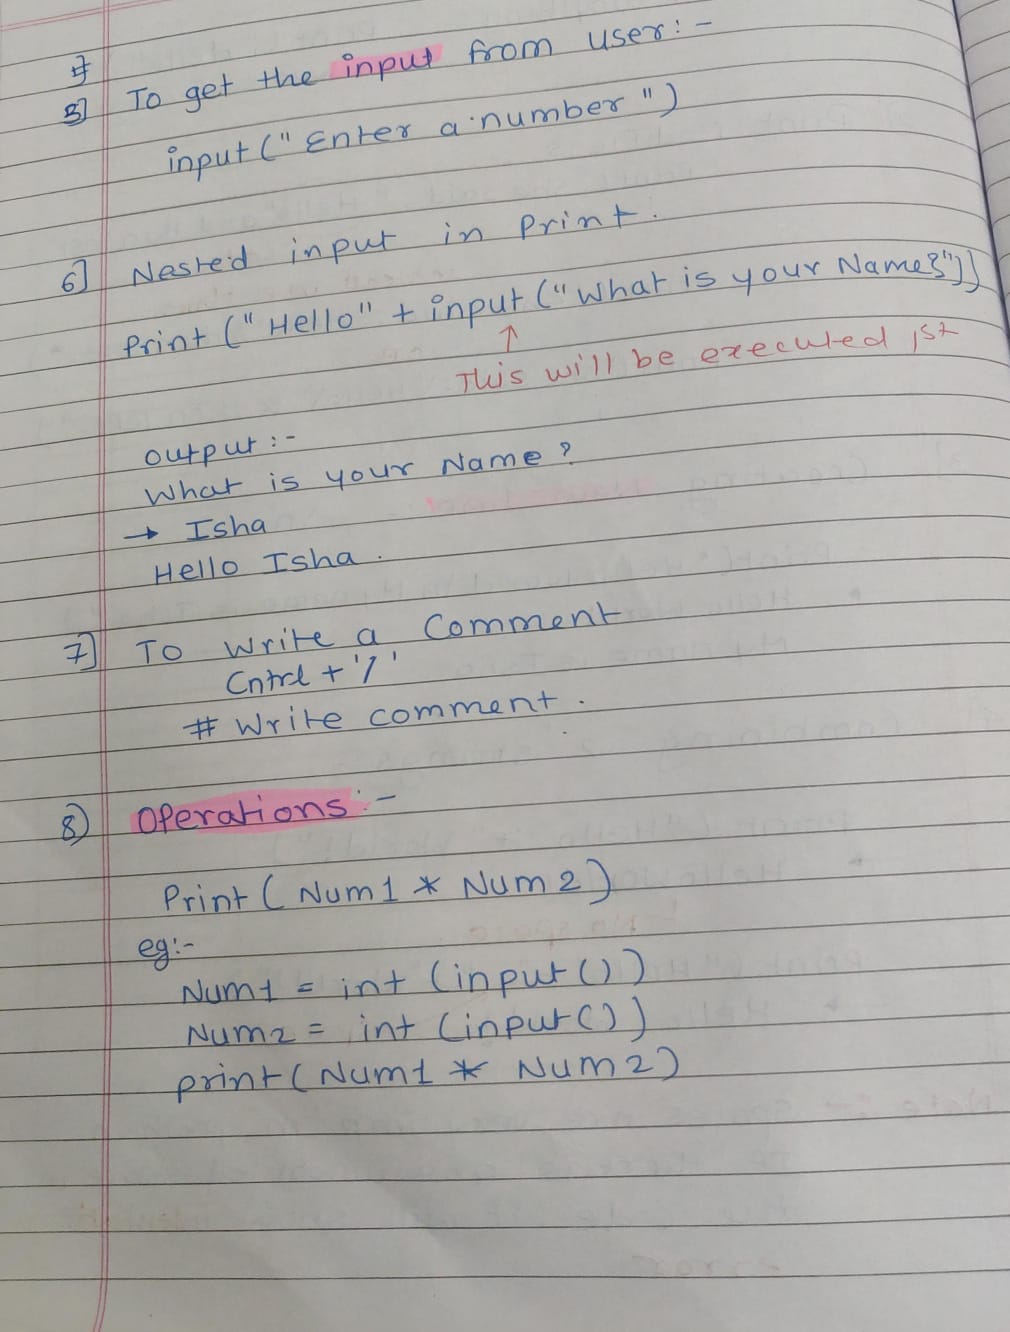 5] To get the input from user:-
input ("Enter a number")
6] Nested input in Print.
Print ("Hello" + input ("What is your Name?"))
↑
This will be executed 1st
output:-
What is your Name?
→ Isha
Hello Isha.
7] To Write a Comment
Cntrl + '/'
# Write comment.
8) Operations:-
Print (Num1 * Num2)
eg:-
Num1 = int (input ())
Num2 = int (input ())
print (Num1 * Num2)